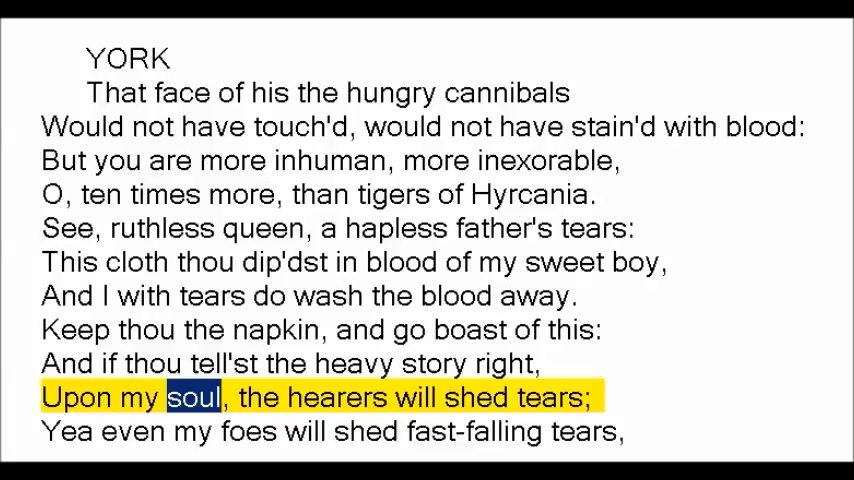 YORK
That face of his the hungry cannibals
Would not have touch'd, would not have stain'd with blood:
But you are more inhuman, more inexorable,
O, ten times more, than tigers of Hyrcania.
See, ruthless queen, a hapless father's tears:
This cloth thou dip'dst in blood of my sweet boy,
And I with tears do wash the blood away.
Keep thou the napkin, and go boast of this:
And if thou tell'st the heavy story right,
Upon my soul, the hearers will shed tears;
Yea even my foes will shed fast-falling tears,